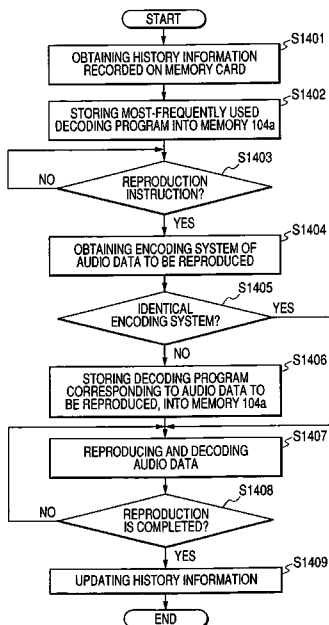 START
S1401
OBTAINING HISTORY INFORMATION
RECORDED ON MEMORY CARD
S1402
STORING MOST-FREQUENTLY USED
DECODING PROGRAM INTO MEMORY 104a
S1403
NO
REPRODUCTION
INSTRUCTION?
YES
S1404
OBTAINING ENCODING SYSTEM OF
AUDIO DATA TO BE REPRODUCED
S1405
IDENTICAL
ENCODING SYSTEM?
YES
NO
S1406
STORING DECODING PROGRAM
CORRESPONDING TO AUDIO DATA TO
BE REPRODUCED, INTO MEMORY 104a
S1407
REPRODUCING AND DECODING
AUDIO DATA
S1408
NO
REPRODUCTION
IS COMPLETED?
YES
S1409
UPDATING HISTORY INFORMATION
END